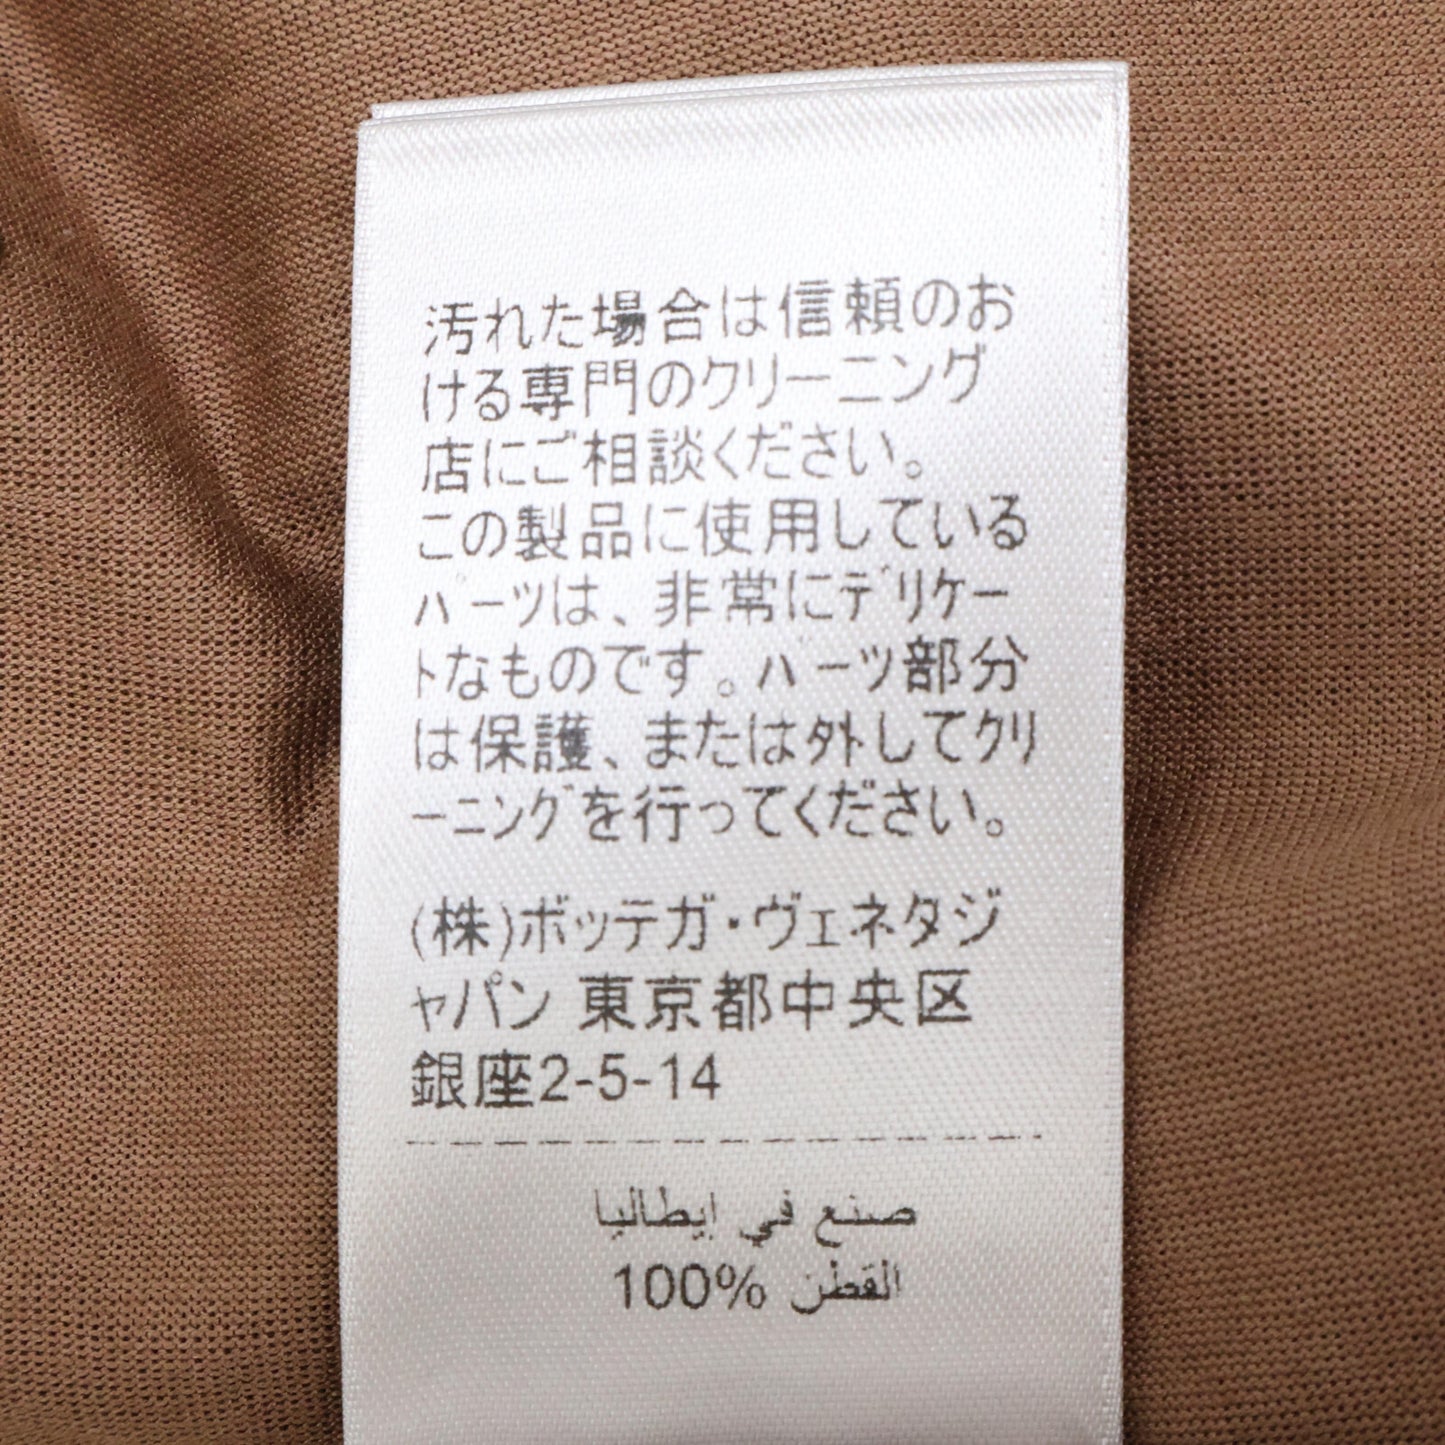 汚れた場合は信頼のお
ける専門のクリーニング
店にご相談ください。
この製品に使用している
パーツは、非常にデリケー
トなものです。パーツ部分
は保護、または外してクリ
ーニングを行ってください。
(株)ボッテガ・ヴェネタジ
ャパン 東京都中央区
銀座2-5-14
صنع في إيطاليا
100% القطن